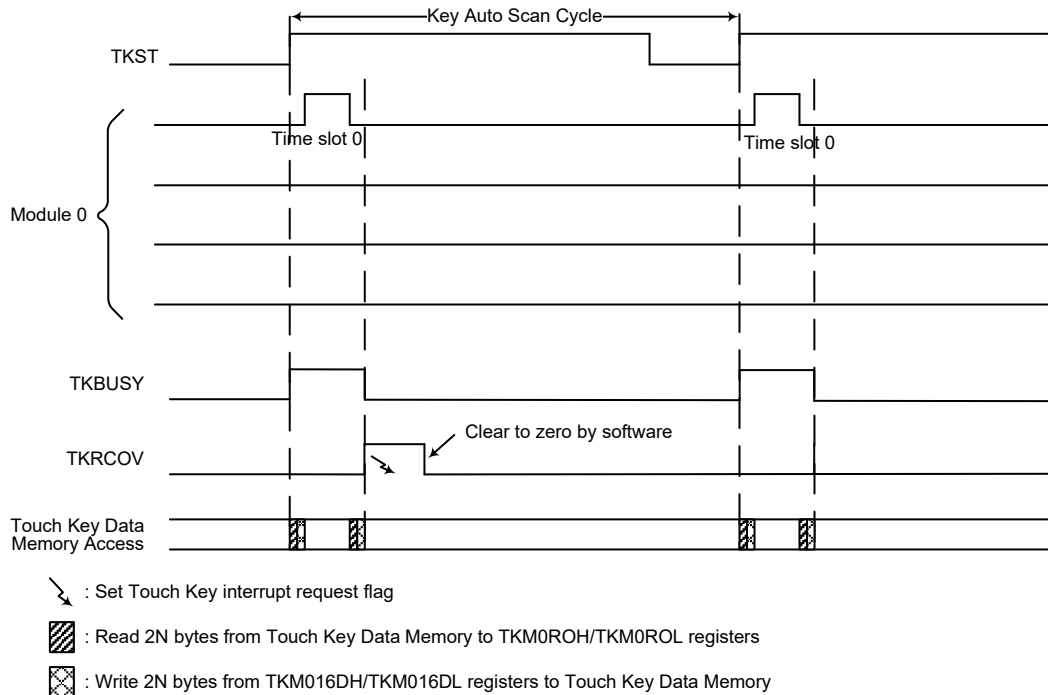 Key Auto Scan Cycle
TKST
Time slot 0
Time slot 0
Module 0
TKBUSY
Clear to zero by software
TKRCOV
Touch Key Data
Memory Access
: Set Touch Key interrupt request flag
: Read 2N bytes from Touch Key Data Memory to TKM0ROH/TKM0ROL registers
: Write 2N bytes from TKM016DH/TKM016DL registers to Touch Key Data Memory